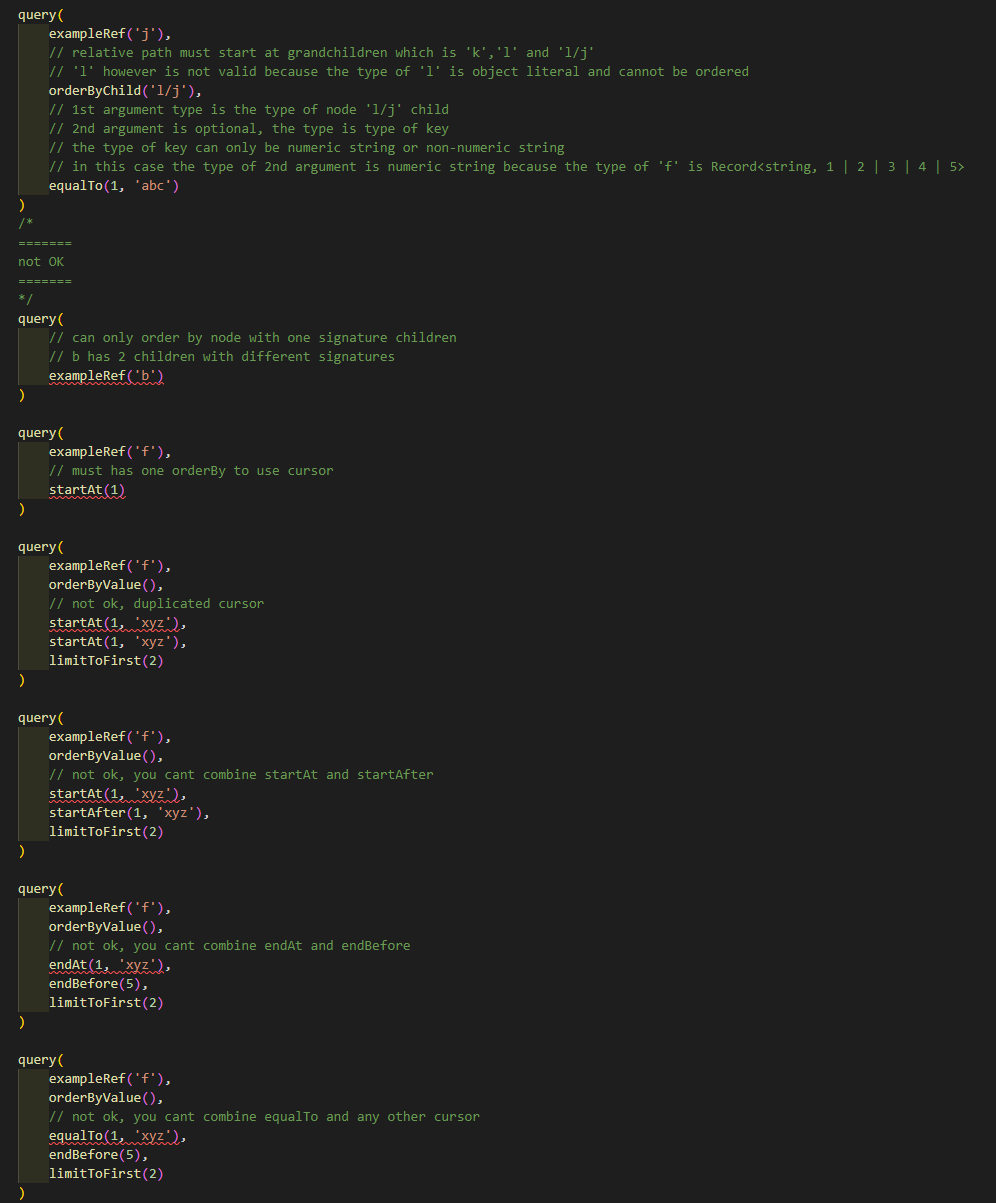 query(
exampleRef('j'),
// relative path must start at grandchildren which is 'k','l' and 'l/j'
// 'l' however is not valid because the type of 'l' is object literal and cannot be ordered
orderByChild('l/j'),
// 1st argument type is the type of node 'l/j' child
// 2nd argument is optional, the type is type of key
// the type of key can only be numeric string or non-numeric string
// in this case the type of 2nd argument is numeric string because the type of 'f' is Record<string, 1 | 2 | 3 | 4 | 5>
equalTo(1, 'abc')
)
/*
=======
not OK
=======
*/
query(
// can only order by node with one signature children
// b has 2 children with different signatures
exampleRef('b')
)
query(
exampleRef('f'),
// must has one orderBy to use cursor
startAt(1)
)
query(
exampleRef('f'),
orderByValue(),
// not ok, duplicated cursor
startAt(1, 'xyz'),
startAt(1, 'xyz'),
limitToFirst(2)
)
query(
exampleRef('f'),
orderByValue(),
// not ok, you cant combine startAt and startAfter
startAt(1, 'xyz'),
startAfter(1, 'xyz'),
limitToFirst(2)
)
query(
exampleRef('f'),
orderByValue(),
// not ok, you cant combine endAt and endBefore
endAt(1, 'xyz'),
endBefore(5),
limitToFirst(2)
)
query(
exampleRef('f'),
orderByValue(),
// not ok, you cant combine equalTo and any other cursor
equalTo(1, 'xyz'),
endBefore(5),
limitToFirst(2)
)